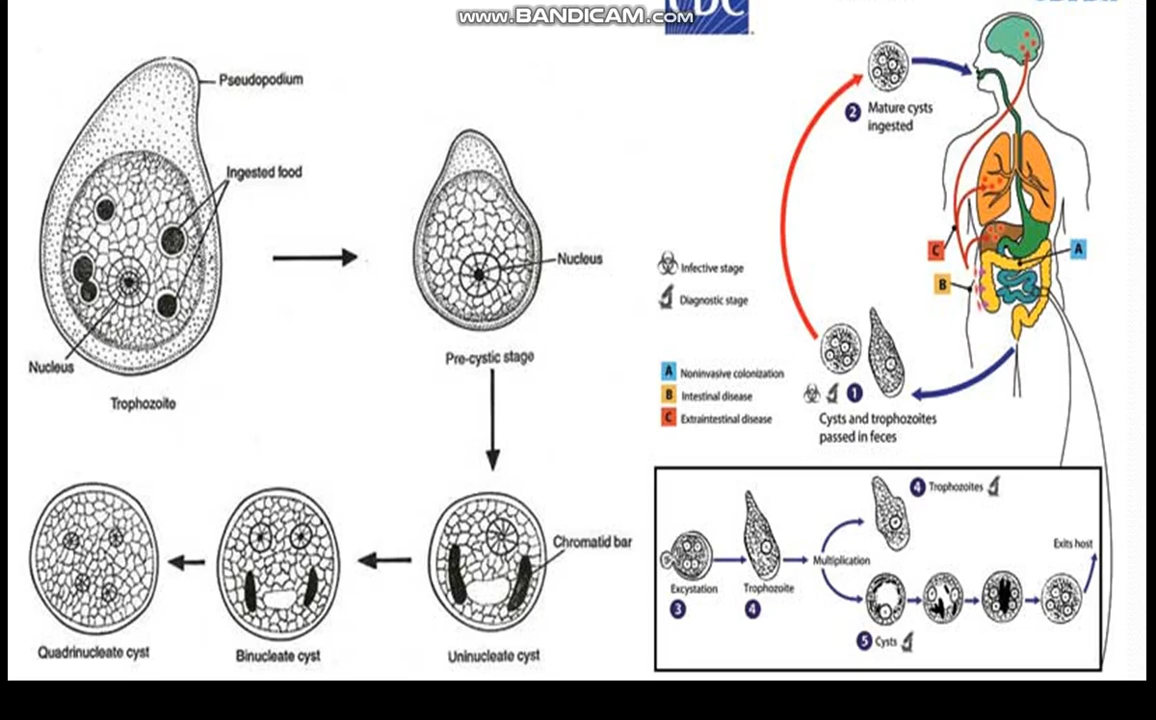 www.BANDICAM.com
CDC
Pseudopodium
Ingested food
Nucleus
Trophozoite
Nucleus
Pre-cystic stage
Chromatid bar
Quadrinucleate cyst
Binucleate cyst
Uninucleate cyst
2 Mature cysts
ingested
C
A
B
Infective stage
Diagnostic stage
A Noninvasive colonization
B Intestinal disease
C Extraintestinal disease
1
Cysts and trophozoites
passed in feces
4 Trophozoites
Exits host
Multiplication
Excystation
3
Trophozoite
4
5 Cysts